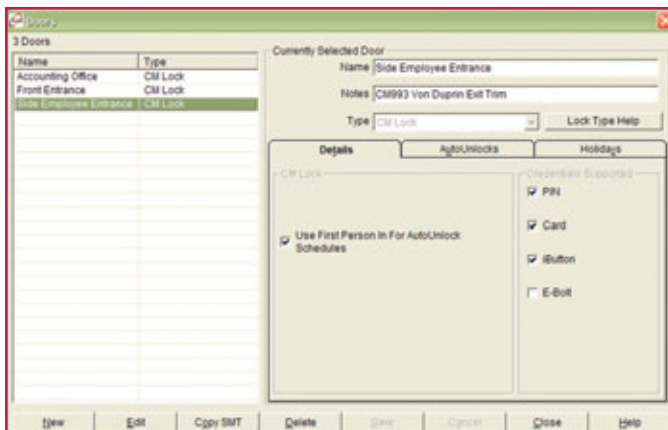 Doors
3 Doors
Name Type
Accounting Office CM Lock
Front Entrance CM Lock
Side Employee Entrance CM Lock
Currently Selected Door
Name Side Employee Entrance
Notes CM993 Von Duprin Exit Trim
Type CM Lock Lock Type Help
Details AutoUnlocks Holidays
CM Lock
Use First Person In For AutoUnlock
Schedules
Credentials Supported
PIN
Card
iButton
E-Bolt
New Edit Copy SMT Delete Save Cancel Close Help